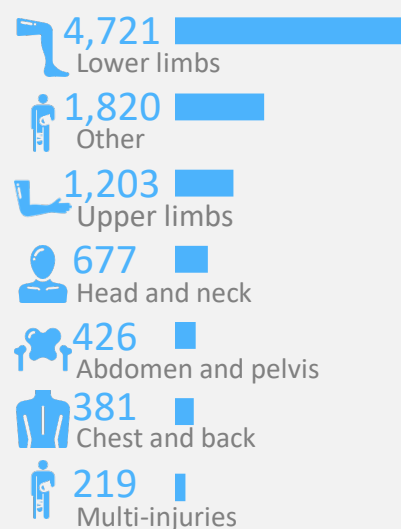 4,721
Lower limbs
1,820
Other
1,203
Upper limbs
677
Head and neck
426
Abdomen and pelvis
381
Chest and back
219
Multi-injuries